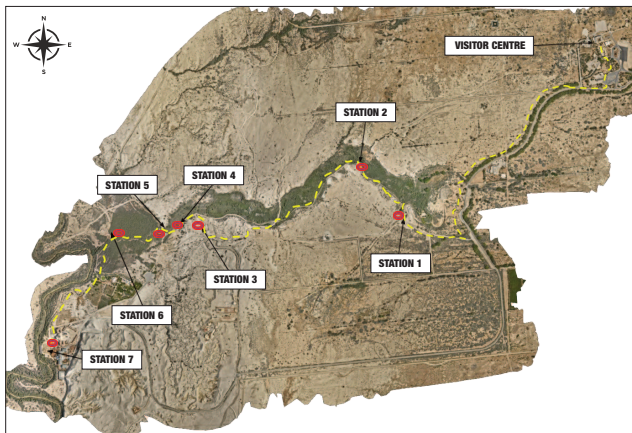 N
W E
S
VISITOR CENTRE
STATION 2
STATION 4
STATION 5
STATION 3
STATION 1
STATION 6
STATION 7